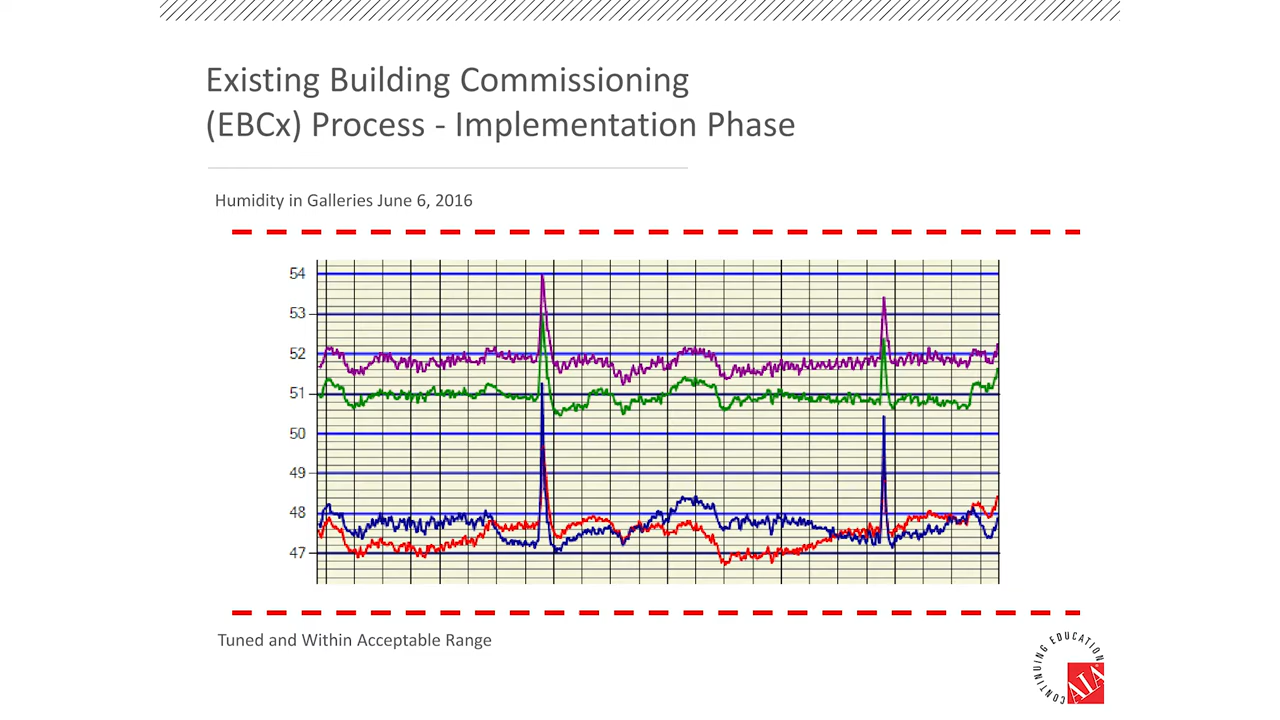 Existing Building Commissioning
(EBCx) Process - Implementation Phase
Humidity in Galleries June 6, 2016
54
53
52
51
50
49
48
47
Tuned and Within Acceptable Range
CONTINUING EDUCATION
AIA